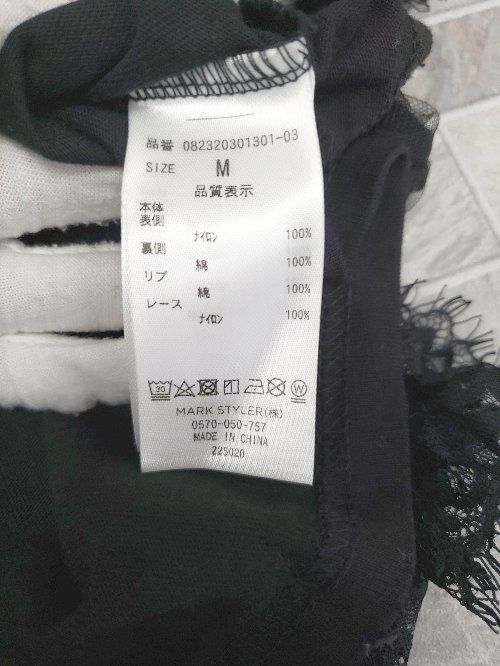 品番 082320301301-03
SIZE M
品質表示
本体
表側 ナイロン 100%
裏側 綿 100%
リブ 綿 100%
レース ナイロン 100%
30 W
MARK STYLER(株)
0570-050-757
MADE IN CHINA
225020